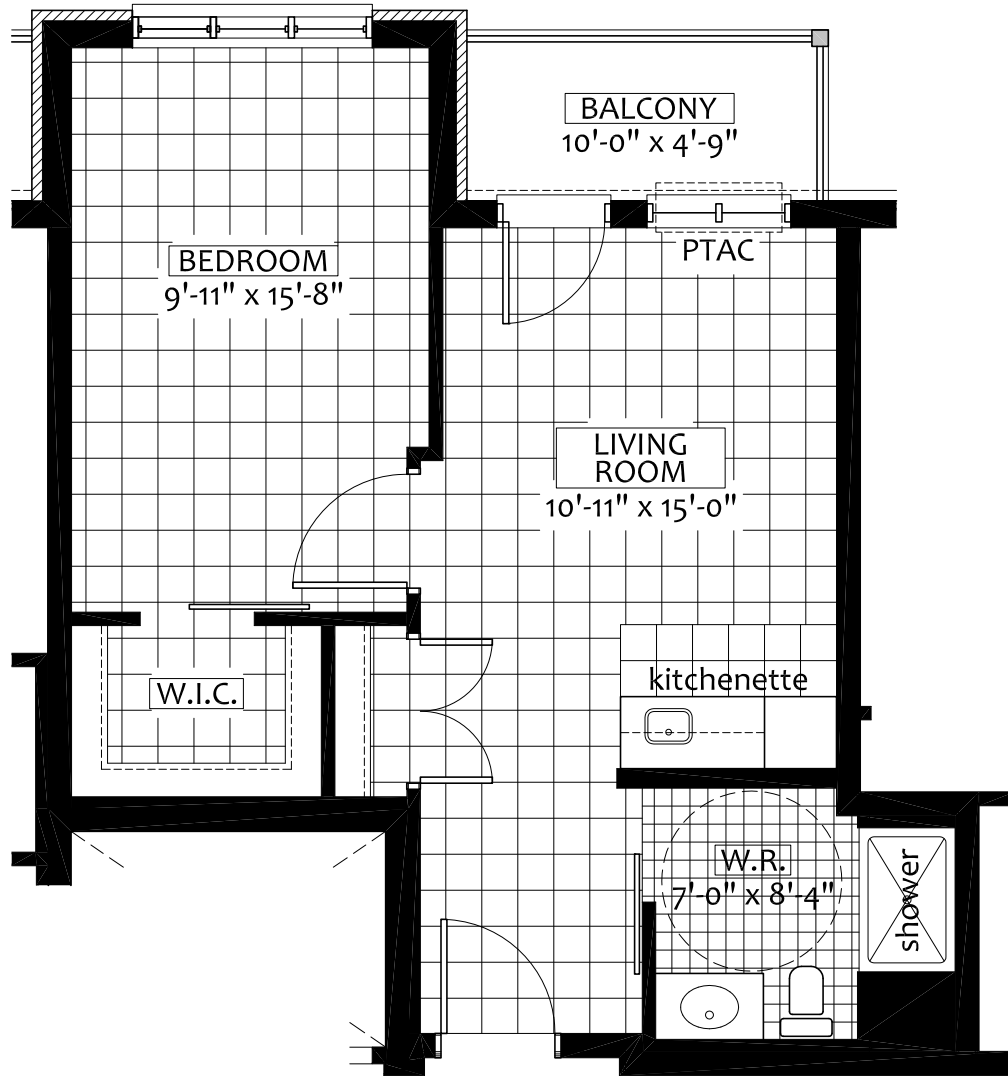 BALCONY
10'-0" x 4'-9"
PTAC
BEDROOM
9'-11" x 15'-8"
LIVING
ROOM
10'-11" x 15'-0"
kitchenette
W.I.C.
W.R.
7'-0" x 8'-4"
shower